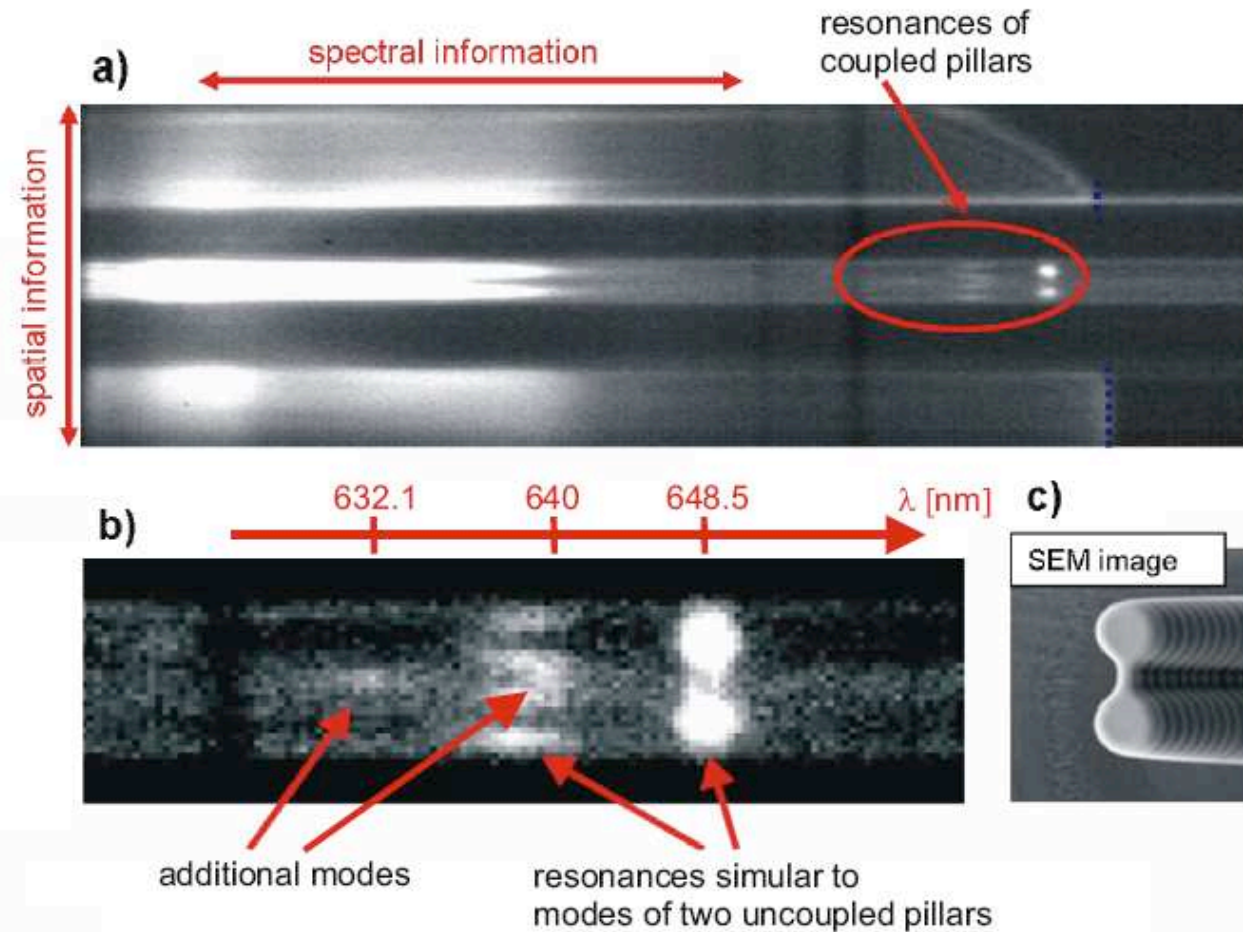 a)
spectral information
resonances of
coupled pillars
spatial information
b)
632.1
640
648.5
λ [nm]
c)
SEM image
additional modes
resonances simular to
modes of two uncoupled pillars